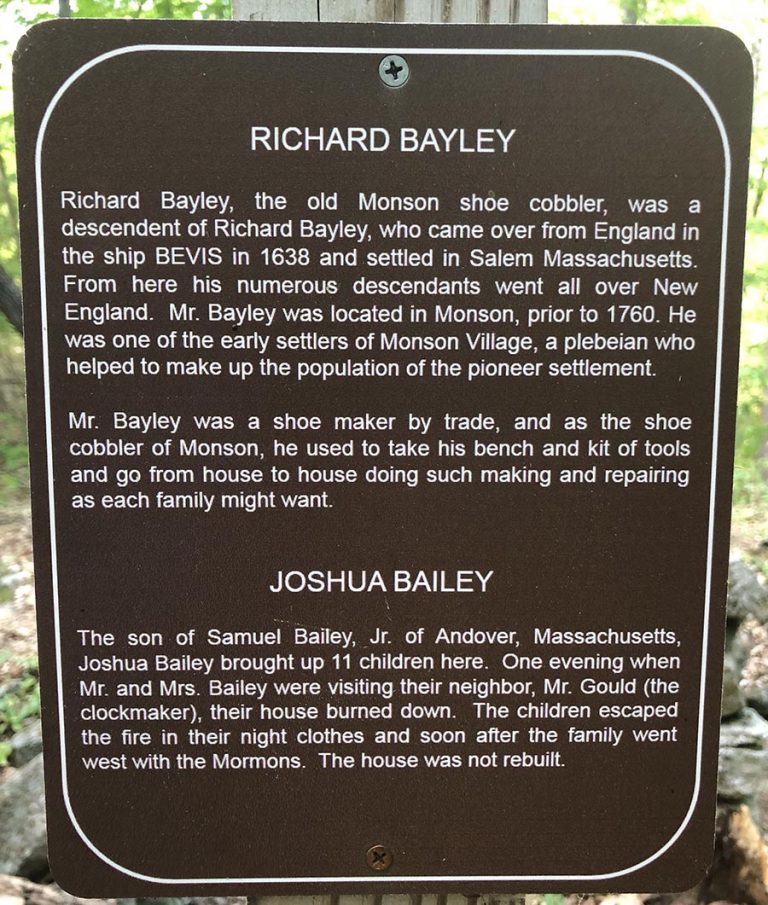 RICHARD BAYLEY
Richard Bayley, the old Monson shoe cobbler, was a
descendent of Richard Bayley, who came over from England in
the ship BEVIS in 1638 and settled in Salem Massachusetts.
From here his numerous descendants went all over New
England. Mr. Bayley was located in Monson, prior to 1760. He
was one of the early settlers of Monson Village, a plebeian who
helped to make up the population of the pioneer settlement.
Mr. Bayley was a shoe maker by trade, and as the shoe
cobbler of Monson, he used to take his bench and kit of tools
and go from house to house doing such making and repairing
as each family might want.
JOSHUA BAILEY
The son of Samuel Bailey, Jr. of Andover, Massachusetts,
Joshua Bailey brought up 11 children here. One evening when
Mr. and Mrs. Bailey were visiting their neighbor, Mr. Gould (the
clockmaker), their house burned down. The children escaped
the fire in their night clothes and soon after the family went
west with the Mormons. The house was not rebuilt.